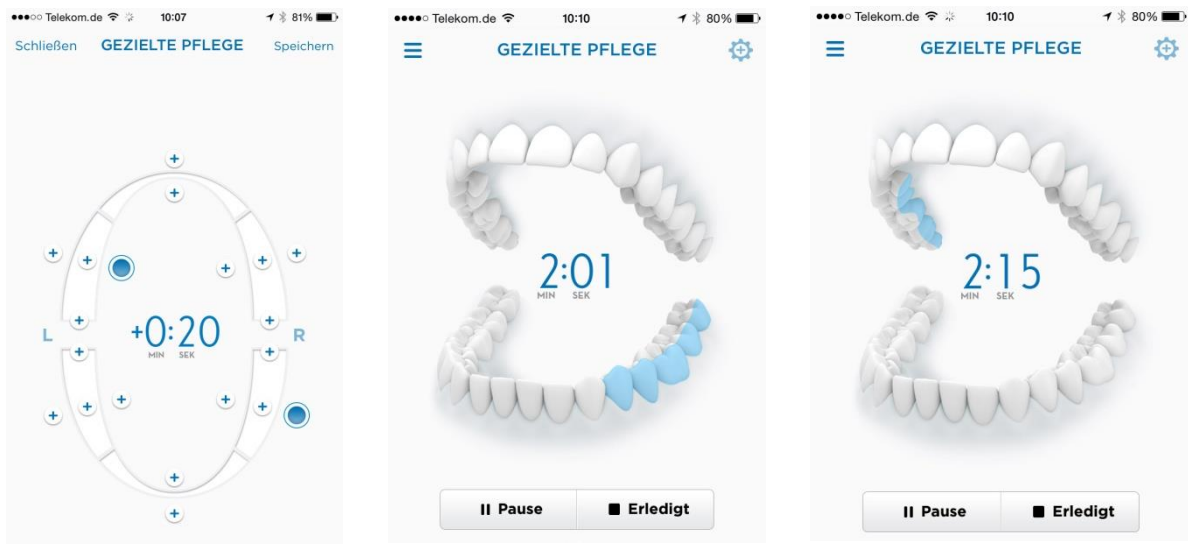 Telekom.de 10:07 81%
Schließen GEZIELTE PFLEGE Speichern
L +0:20 R
MIN SEK
Telekom.de 10:10 80%
GEZIELTE PFLEGE
2:01
MIN SEK
Pause Erledigt
Telekom.de 10:10 80%
GEZIELTE PFLEGE
2:15
MIN SEK
Pause Erledigt